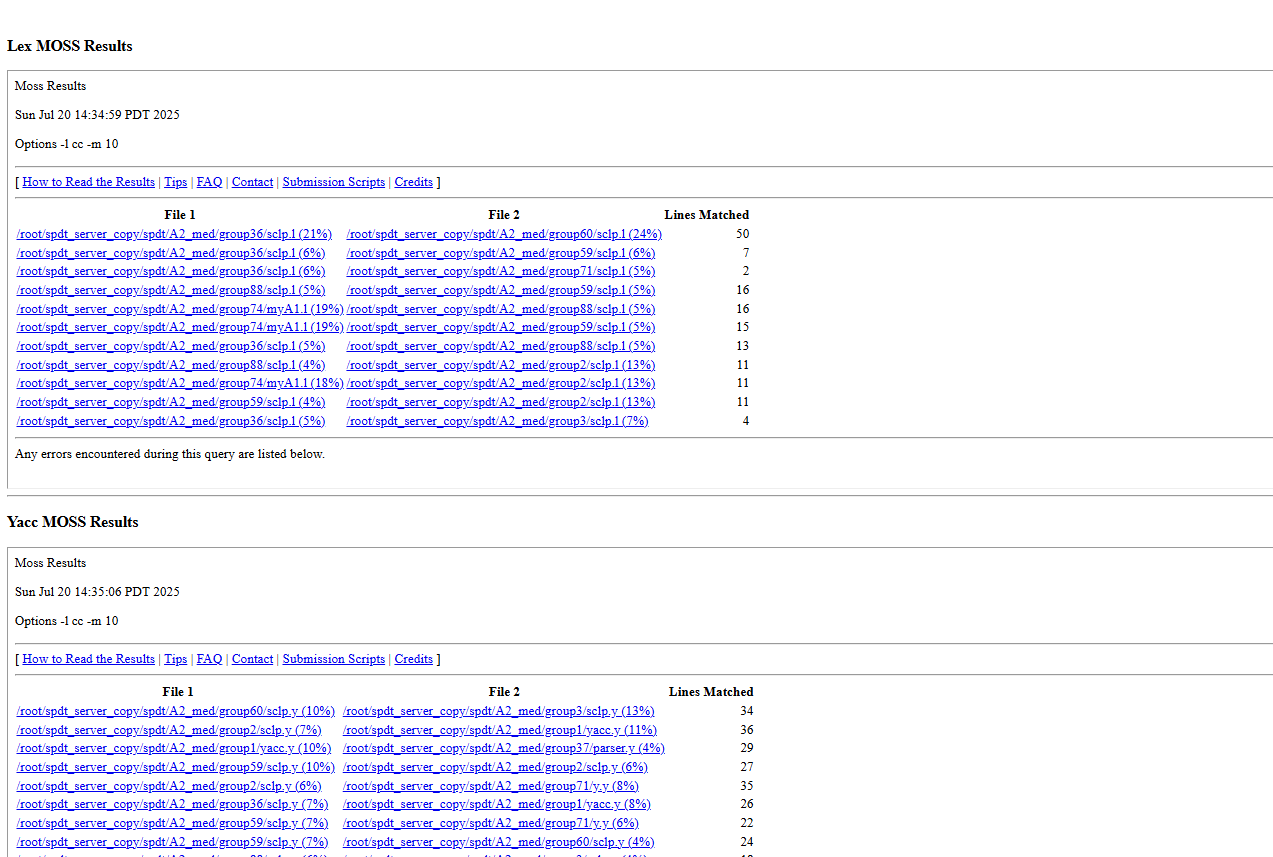 Lex MOSS Results
Moss Results
Sun Jul 20 14:34:59 PDT 2025
Options -l cc -m 10
[ How to Read the Results | Tips | FAQ | Contact | Submission Scripts | Credits ]
File 1 File 2 Lines Matched
/root/spdt_server_copy/spdt/A2_med/group36/sclp.l (21%) /root/spdt_server_copy/spdt/A2_med/group60/sclp.l (24%) 50
/root/spdt_server_copy/spdt/A2_med/group36/sclp.l (6%) /root/spdt_server_copy/spdt/A2_med/group59/sclp.l (6%) 7
/root/spdt_server_copy/spdt/A2_med/group36/sclp.l (6%) /root/spdt_server_copy/spdt/A2_med/group71/sclp.l (5%) 2
/root/spdt_server_copy/spdt/A2_med/group88/sclp.l (5%) /root/spdt_server_copy/spdt/A2_med/group59/sclp.l (5%) 16
/root/spdt_server_copy/spdt/A2_med/group74/myA1.l (19%) /root/spdt_server_copy/spdt/A2_med/group88/sclp.l (5%) 16
/root/spdt_server_copy/spdt/A2_med/group74/myA1.l (19%) /root/spdt_server_copy/spdt/A2_med/group59/sclp.l (5%) 15
/root/spdt_server_copy/spdt/A2_med/group36/sclp.l (5%) /root/spdt_server_copy/spdt/A2_med/group88/sclp.l (5%) 13
/root/spdt_server_copy/spdt/A2_med/group88/sclp.l (4%) /root/spdt_server_copy/spdt/A2_med/group2/sclp.l (13%) 11
/root/spdt_server_copy/spdt/A2_med/group74/myA1.l (18%) /root/spdt_server_copy/spdt/A2_med/group2/sclp.l (13%) 11
/root/spdt_server_copy/spdt/A2_med/group59/sclp.l (4%) /root/spdt_server_copy/spdt/A2_med/group2/sclp.l (13%) 11
/root/spdt_server_copy/spdt/A2_med/group36/sclp.l (5%) /root/spdt_server_copy/spdt/A2_med/group3/sclp.l (7%) 4
Any errors encountered during this query are listed below.
Yacc MOSS Results
Moss Results
Sun Jul 20 14:35:06 PDT 2025
Options -l cc -m 10
[ How to Read the Results | Tips | FAQ | Contact | Submission Scripts | Credits ]
File 1 File 2 Lines Matched
/root/spdt_server_copy/spdt/A2_med/group60/sclp.y (10%) /root/spdt_server_copy/spdt/A2_med/group3/sclp.y (13%) 34
/root/spdt_server_copy/spdt/A2_med/group2/sclp.y (7%) /root/spdt_server_copy/spdt/A2_med/group1/yacc.y (11%) 36
/root/spdt_server_copy/spdt/A2_med/group1/yacc.y (10%) /root/spdt_server_copy/spdt/A2_med/group37/parser.y (4%) 29
/root/spdt_server_copy/spdt/A2_med/group59/sclp.y (10%) /root/spdt_server_copy/spdt/A2_med/group2/sclp.y (6%) 27
/root/spdt_server_copy/spdt/A2_med/group2/sclp.y (6%) /root/spdt_server_copy/spdt/A2_med/group71/y.y (8%) 35
/root/spdt_server_copy/spdt/A2_med/group36/sclp.y (7%) /root/spdt_server_copy/spdt/A2_med/group1/yacc.y (8%) 26
/root/spdt_server_copy/spdt/A2_med/group59/sclp.y (7%) /root/spdt_server_copy/spdt/A2_med/group71/y.y (6%) 22
/root/spdt_server_copy/spdt/A2_med/group59/sclp.y (7%) /root/spdt_server_copy/spdt/A2_med/group60/sclp.y (4%) 24